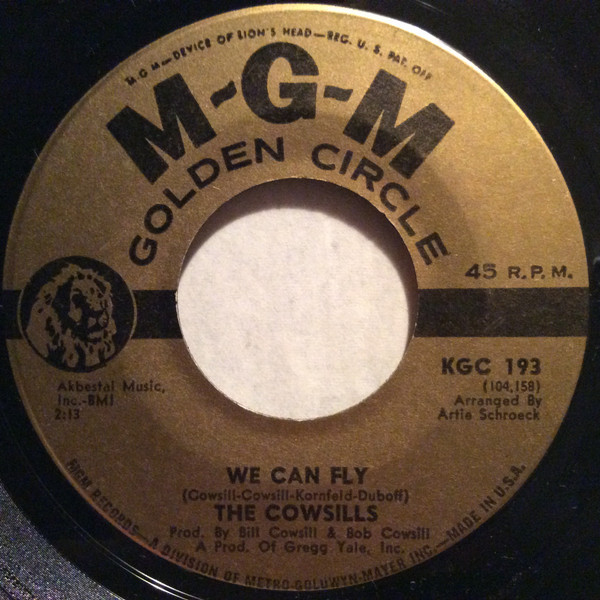 M-G-M—DEVICE OF LION'S HEAD—REG. U. S. PAT. OFF
M-G-M
GOLDEN CIRCLE
45 R.P.M.
KGC 193
(104,158)
Arranged By
Artie Schroeck
Akbestal Music,
Inc.-BMI
2:13
WE CAN FLY
(Cowsill-Cowsill-Kornfeld-Duboff)
THE COWSILLS
Prod. By Bill Cowsill & Bob Cowsill
A Prod. Of Gregg Yale, Inc.
MGM RECORDS—A DIVISION OF METRO-GOLDWYN-MAYER INC.—MADE IN U.S.A.